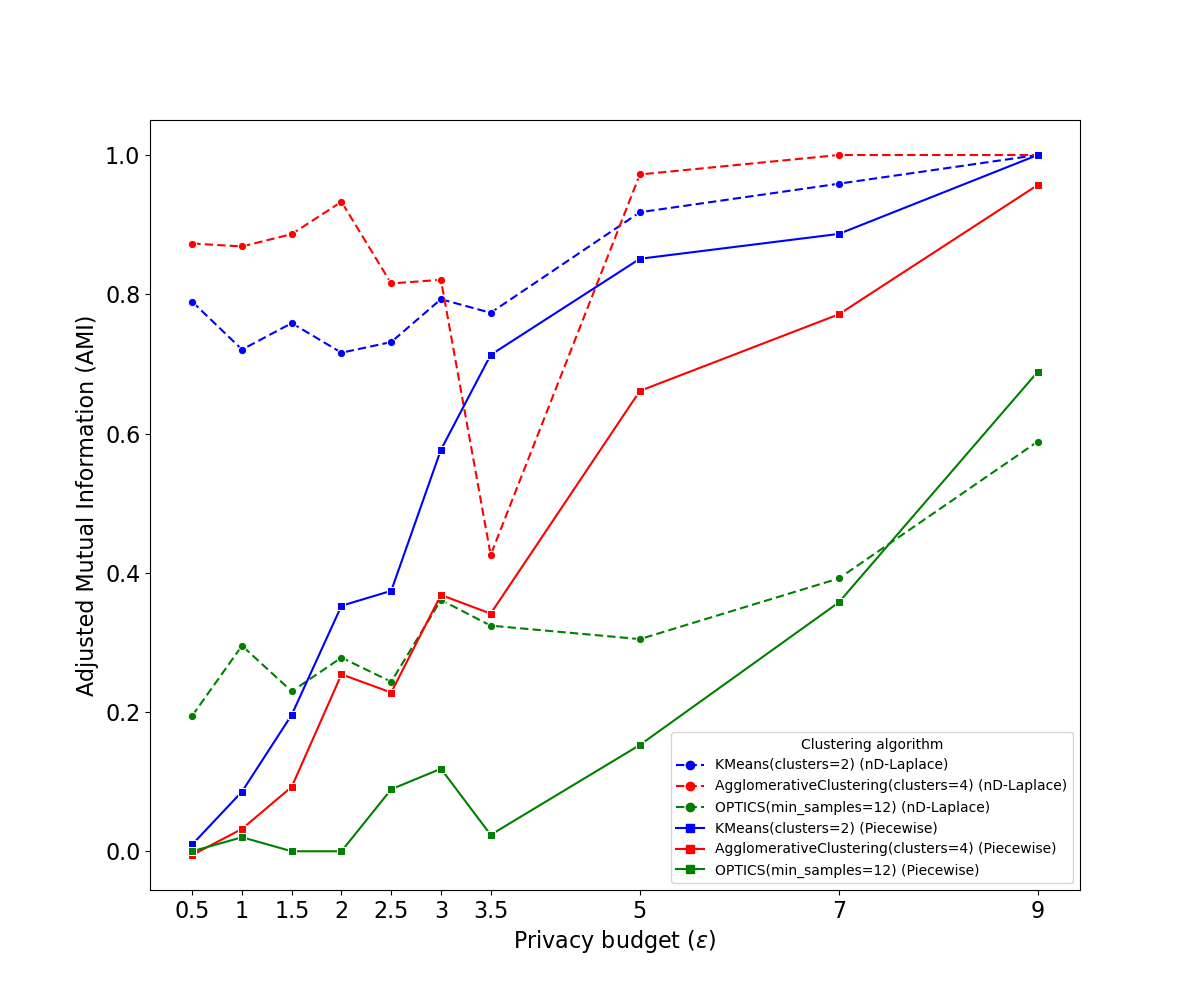 1.0
0.8
0.6
0.4
0.2
0.0
Adjusted Mutual Information (AMI)
0.5 1 1.5 2 2.5 3 3.5 5 7 9
Privacy budget (ε)
Clustering algorithm
KMeans(clusters=2) (nD-Laplace)
AgglomerativeClustering(clusters=4) (nD-Laplace)
OPTICS(min_samples=12) (nD-Laplace)
KMeans(clusters=2) (Piecewise)
AgglomerativeClustering(clusters=4) (Piecewise)
OPTICS(min_samples=12) (Piecewise)